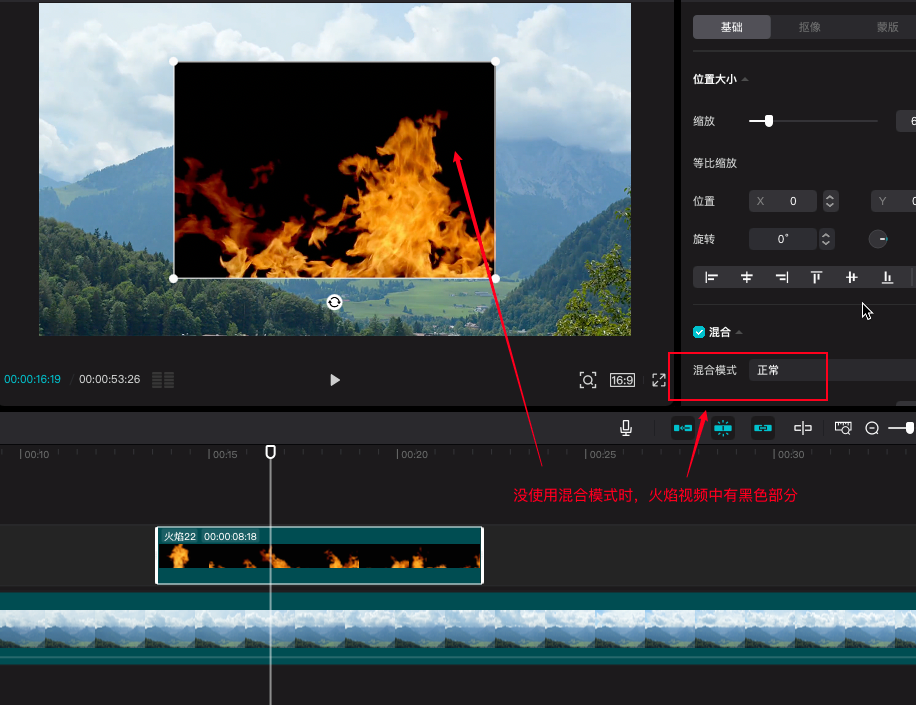 基础 抠像 蒙版
位置大小
缩放 6
等比缩放
位置 X 0 Y 0
旋转 0°
混合
混合模式 正常
00:00:16:19 / 00:00:53:26
16:9
00:10 00:15 00:20 00:25 00:30
没使用混合模式时，火焰视频中有黑色部分
火焰22 00:00:08:18